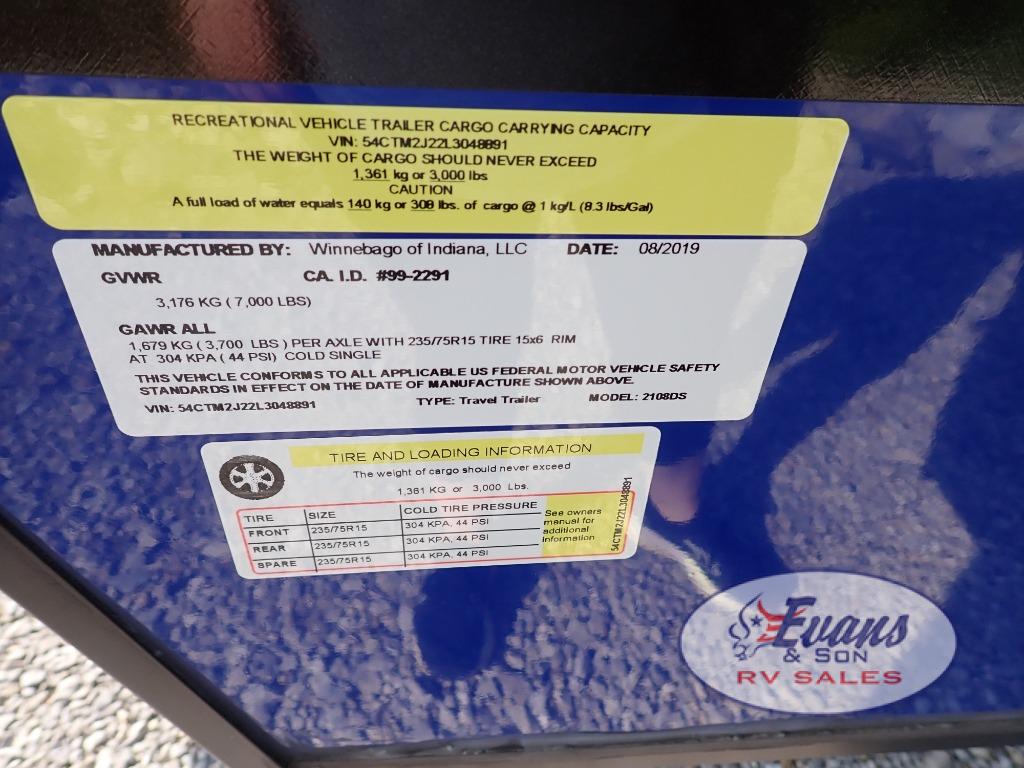 RECREATIONAL VEHICLE TRAILER CARGO CARRYING CAPACITY
VIN: 54CTM2J22L3048891
THE WEIGHT OF CARGO SHOULD NEVER EXCEED
1,361 kg or 3,000 lbs
CAUTION
A full load of water equals 140 kg or 308 lbs. of cargo @ 1 kg/L (8.3 lbs/Gal)
MANUFACTURED BY: Winnebago of Indiana, LLC DATE: 08/2019
GVWR CA. I.D. #99-2291
3,176 KG ( 7,000 LBS)
GAWR ALL
1,679 KG ( 3,700 LBS ) PER AXLE WITH 235/75R15 TIRE 15x6 RIM
AT 304 KPA ( 44 PSI) COLD SINGLE
THIS VEHICLE CONFORMS TO ALL APPLICABLE US FEDERAL MOTOR VEHICLE SAFETY
STANDARDS IN EFFECT ON THE DATE OF MANUFACTURE SHOWN ABOVE.
VIN: 54CTM2J22L3048891 TYPE: Travel Trailer MODEL: 2108DS
TIRE AND LOADING INFORMATION
The weight of cargo should never exceed
1,361 KG or 3,000 Lbs.
TIRE SIZE COLD TIRE PRESSURE
FRONT 235/75R15 304 KPA, 44 PSI
REAR 235/75R15 304 KPA, 44 PSI
SPARE 235/75R15 304 KPA, 44 PSI
See owners
manual for
additional
information
54CTM2J22L3048891
Evans
& SON
RV SALES